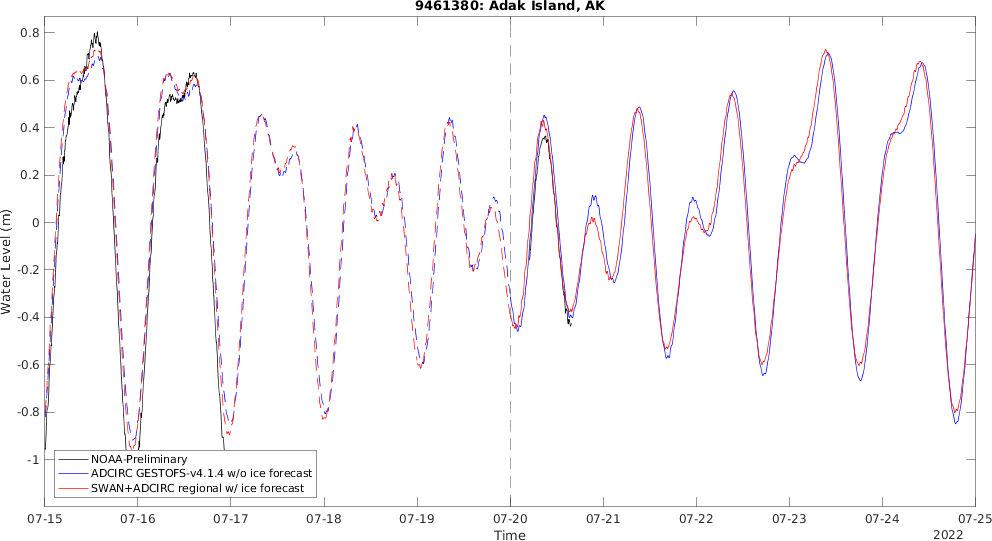 9461380: Adak Island, AK
0.8
0.6
0.4
0.2
0
-0.2
-0.4
-0.6
-0.8
-1
Water Level (m)
NOAA-Preliminary
ADCIRC GESTOFS-v4.1.4 w/o ice forecast
SWAN+ADCIRC regional w/ ice forecast
07-15 07-16 07-17 07-18 07-19 07-20 07-21 07-22 07-23 07-24 07-25
Time
2022